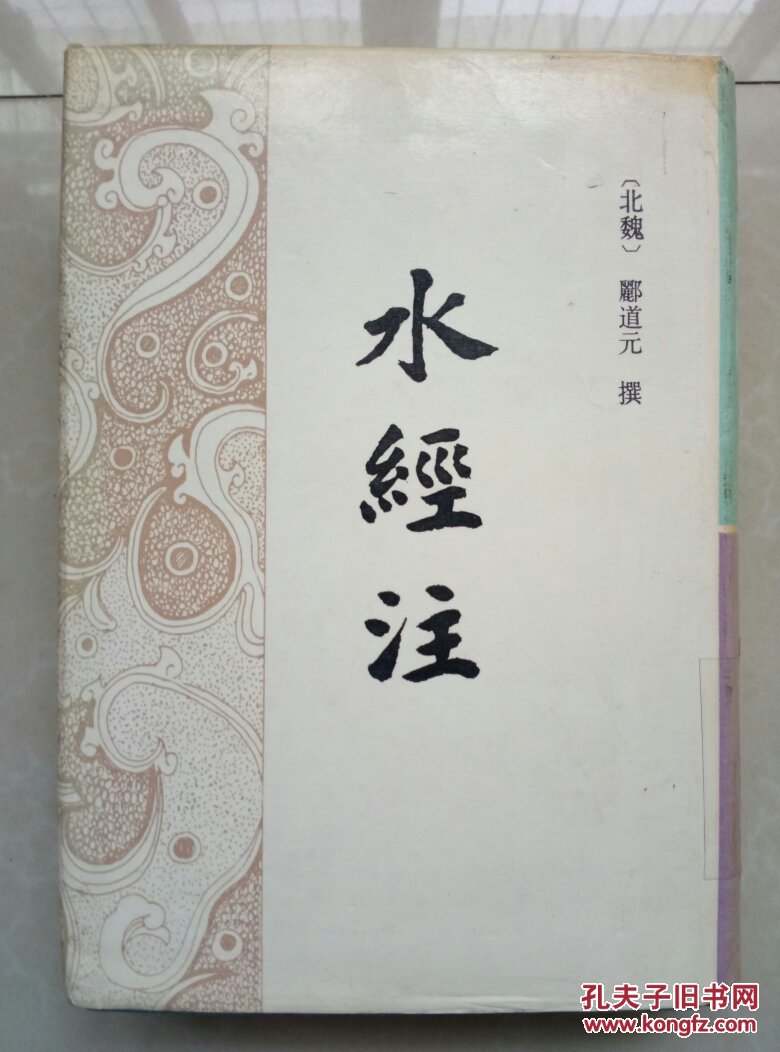 〔北魏〕 酈道元 撰
水經注
孔夫子旧书网
www.kongfz.com